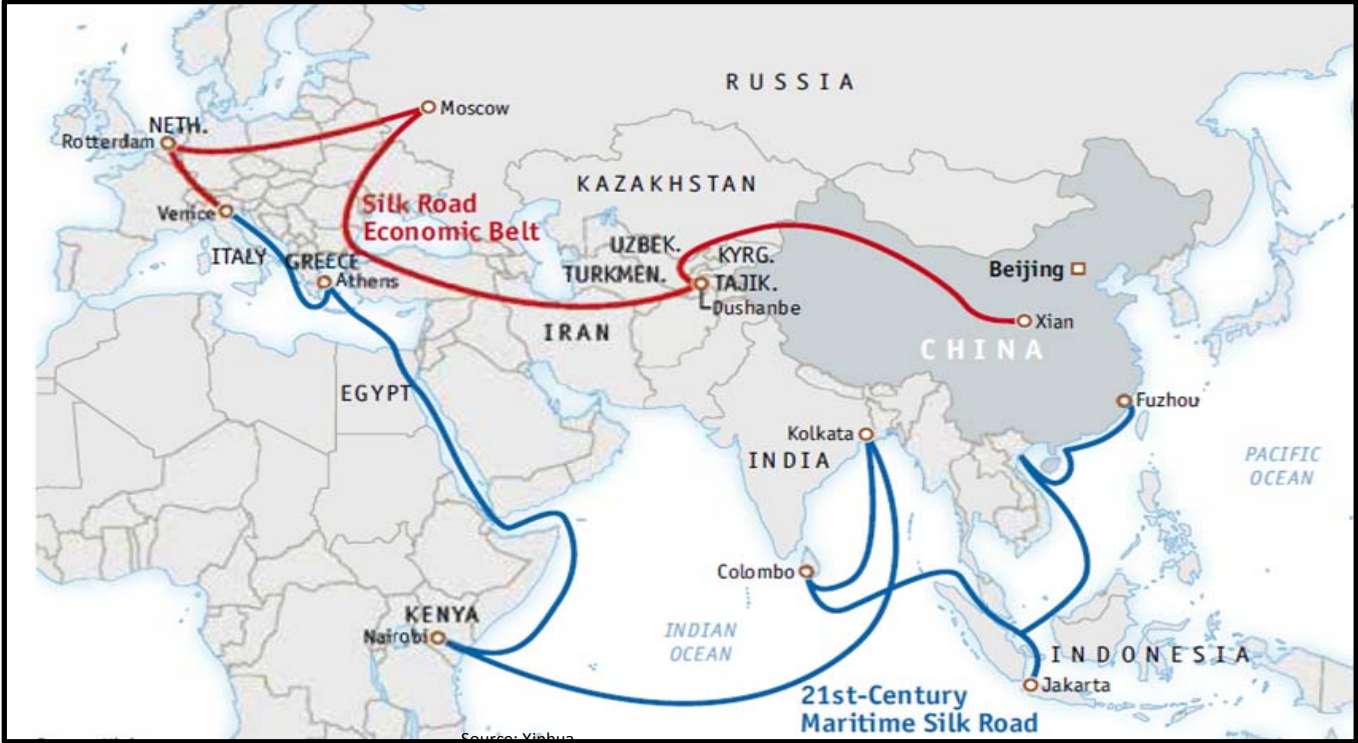 RUSSIA
Moscow
NETH.
Rotterdam
KAZAKHSTAN
Silk Road
Economic Belt
Venice
UZBEK.
KYRG.
ITALY
GREECE
Beijing
TURKMEN.
TAJIK.
Athens
Dushanbe
Xian
IRAN
CHINA
EGYPT
Fuzhou
Kolkata
INDIA
PACIFIC
OCEAN
Colombo
KENYA
Nairobi
INDIAN
OCEAN
INDONESIA
Jakarta
21st-Century
Maritime Silk Road
Source: Xinhua